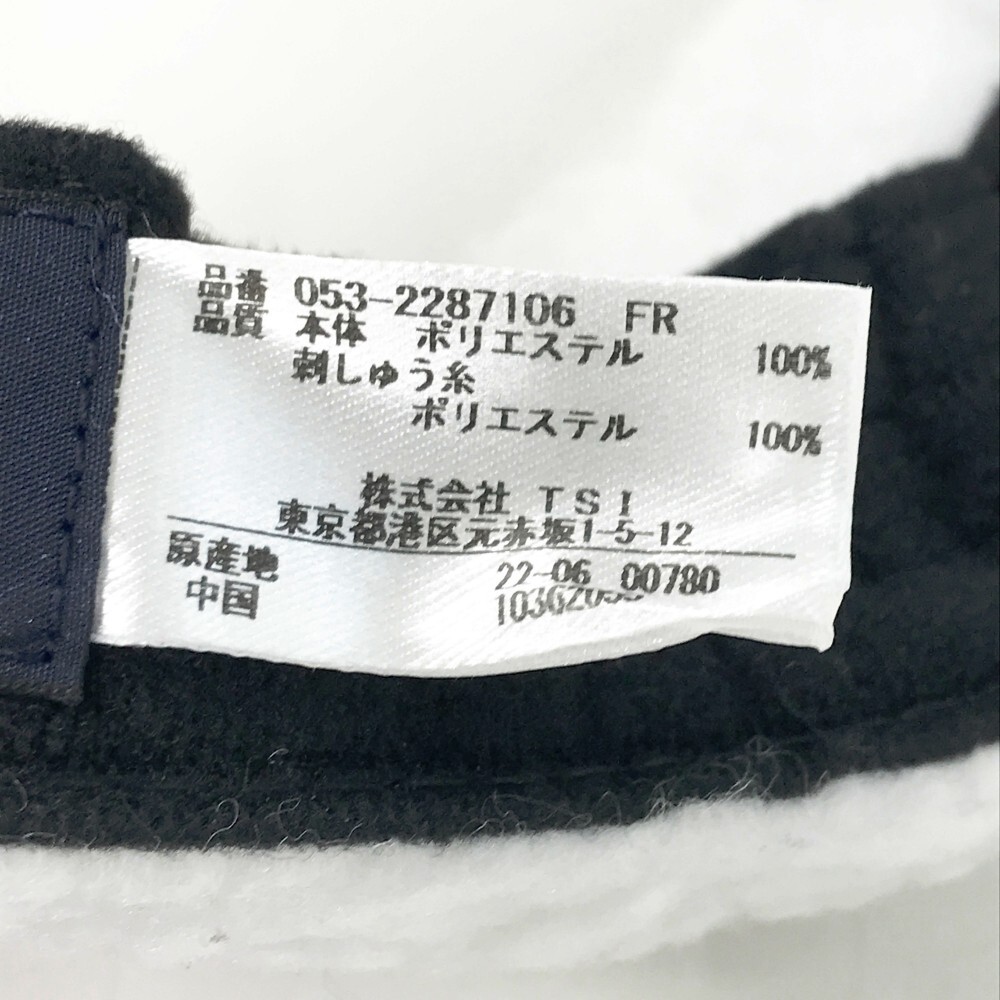 品番 053-2287106 FR
品質 本体 ポリエステル 100%
刺しゅう糸
ポリエステル 100%
株式会社 TSI
東京都港区元赤坂1-5-12
原産地 22-06 00780
中国